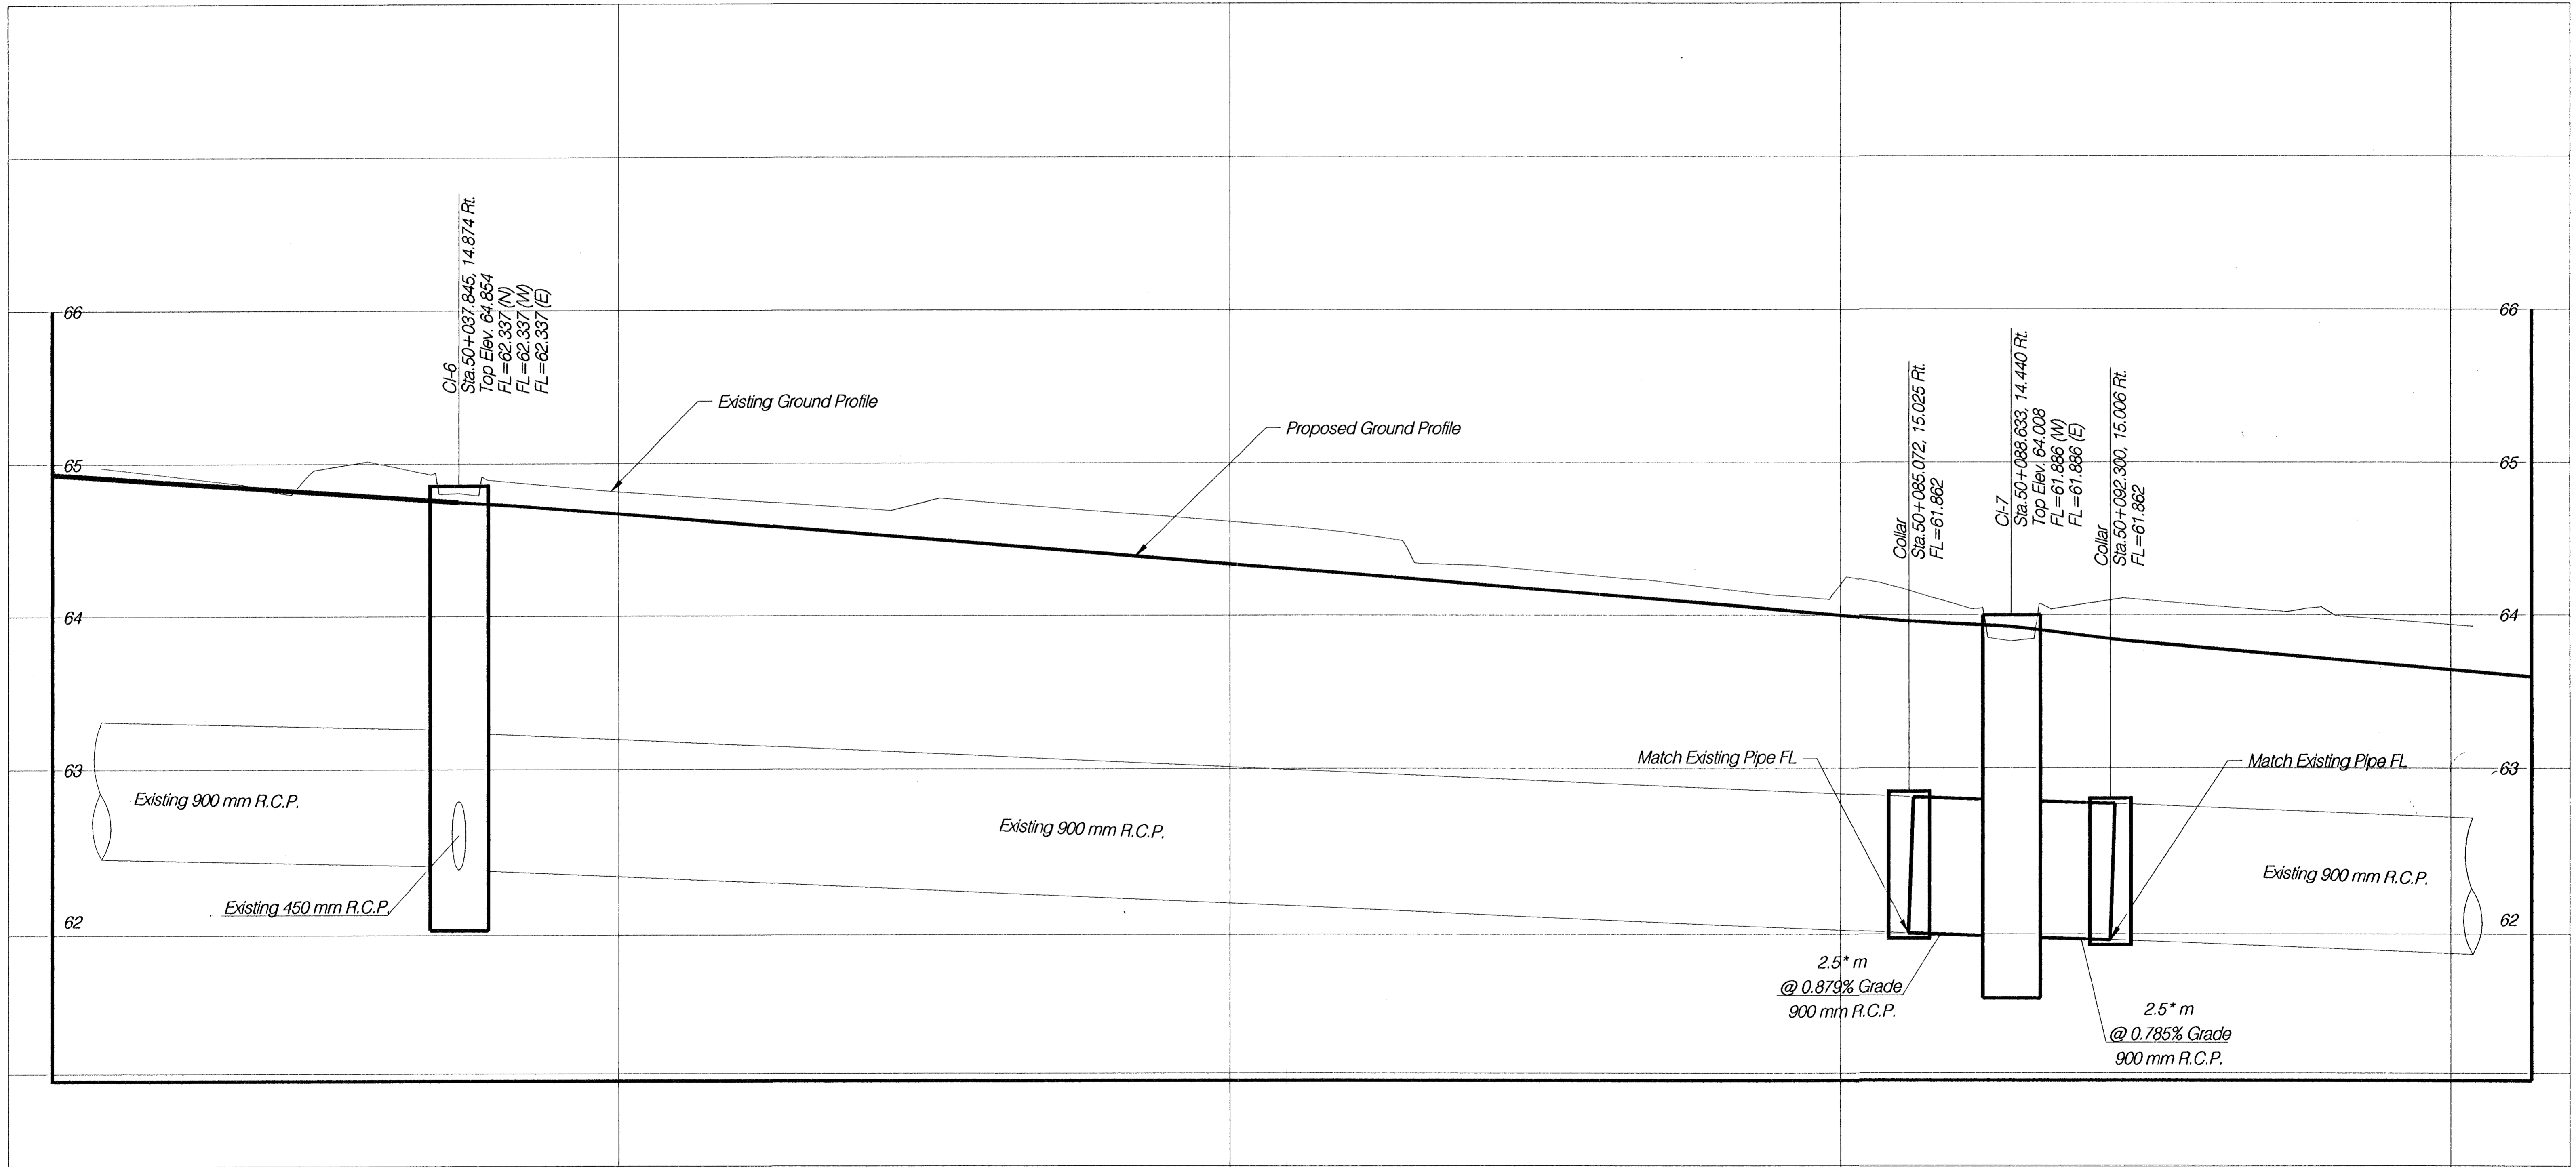 CI-6
Sta.50+037.845, 14.874 Rt.
Top Elev. 64.854
FL=62.337 (N)
FL=62.337 (W)
FL=62.337 (E)
66
66
Existing Ground Profile
Proposed Ground Profile
Collar
Sta.50+085.072, 15.025 Rt.
FL=61.862
CI-7
Sta.50+088.633, 14.440 Rt.
Top Elev. 64.008
FL=61.886 (W)
FL=61.886 (E)
Collar
Sta.50+092.300, 15.006 Rt.
FL=61.862
65
65
64
64
63
63
Match Existing Pipe FL
Match Existing Pipe FL
Existing 900 mm R.C.P.
Existing 900 mm R.C.P.
Existing 900 mm R.C.P.
Existing 450 mm R.C.P.
62
62
2.5* m
@ 0.879% Grade
900 mm R.C.P.
2.5* m
@ 0.785% Grade
900 mm R.C.P.